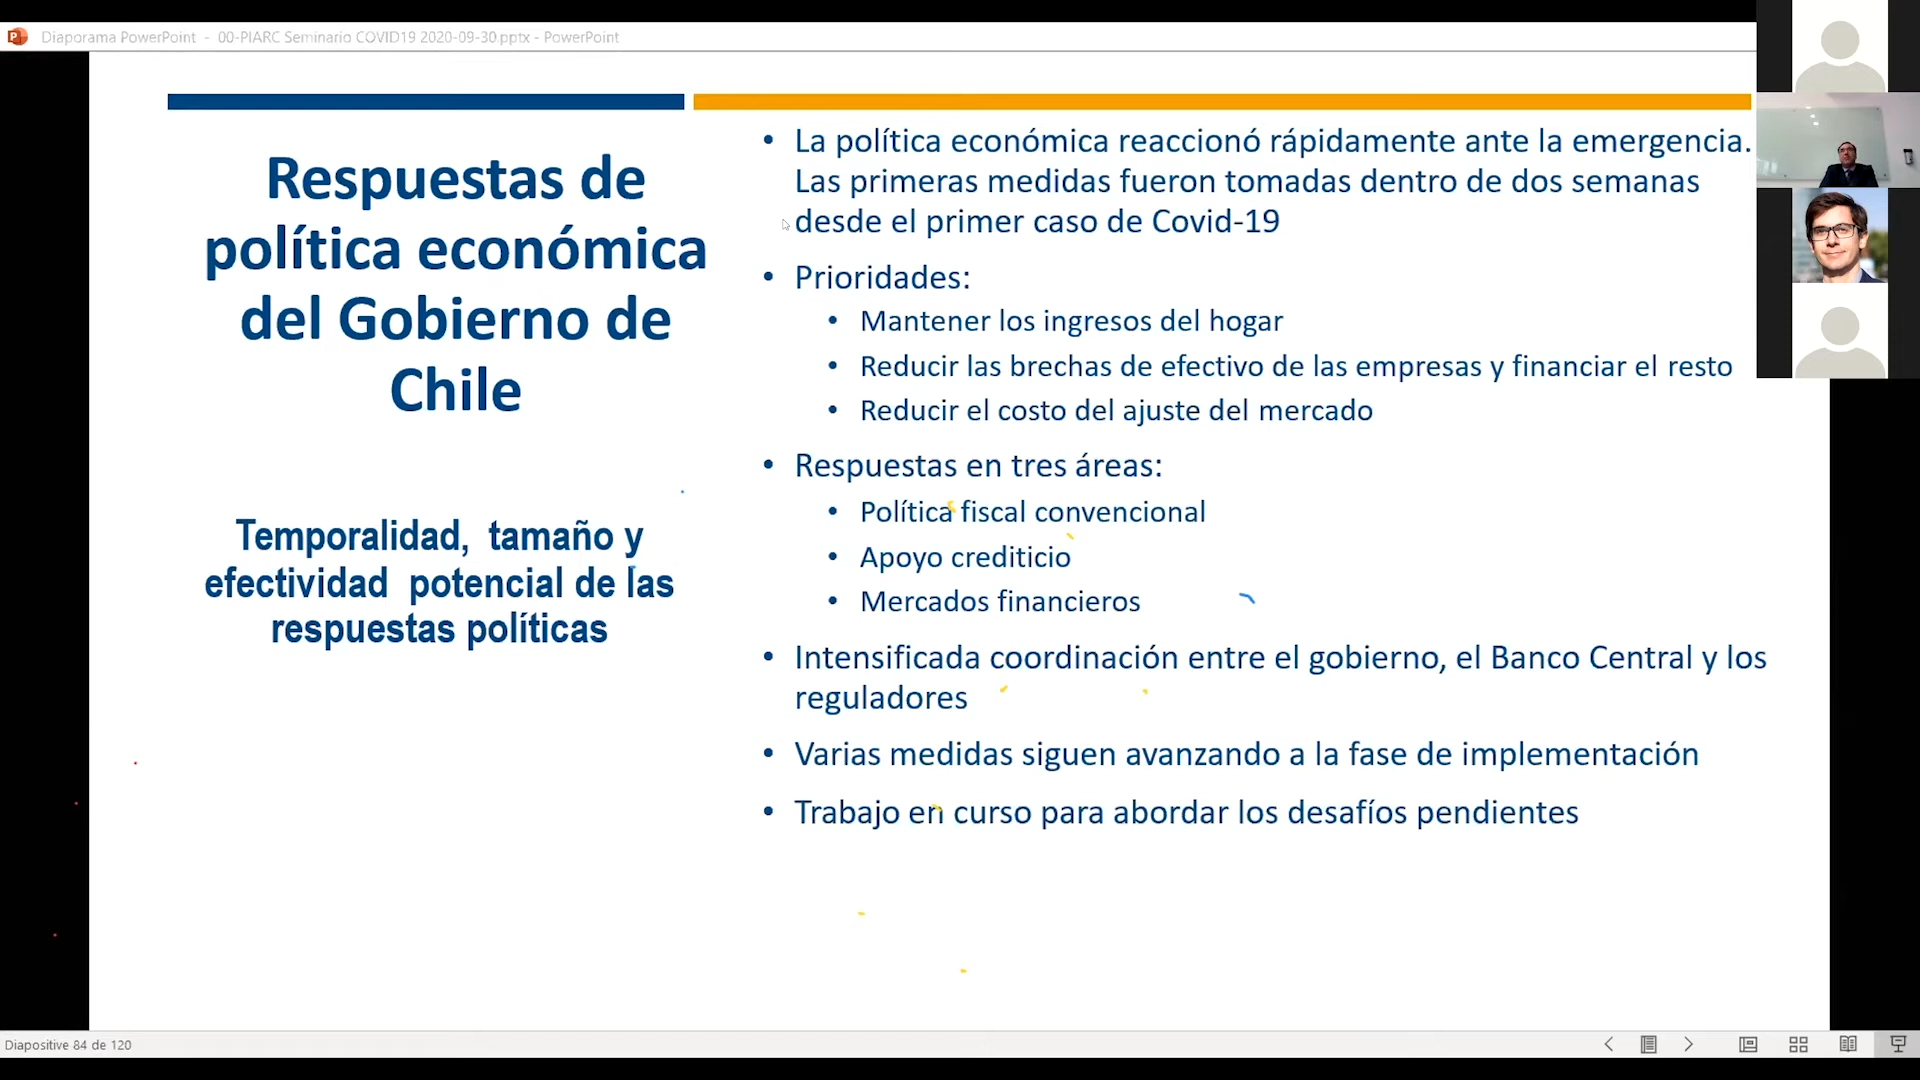 Diaporama PowerPoint - 00-PIARC Seminario COVID19 2020-09-30.pptx - PowerPoint
Respuestas de
política económica
del Gobierno de
Chile
Temporalidad, tamaño y
efectividad potencial de las
respuestas políticas
• La política económica reaccionó rápidamente ante la emergencia.
Las primeras medidas fueron tomadas dentro de dos semanas
desde el primer caso de Covid-19
• Prioridades:
• Mantener los ingresos del hogar
• Reducir las brechas de efectivo de las empresas y financiar el resto
• Reducir el costo del ajuste del mercado
• Respuestas en tres áreas:
• Política fiscal convencional
• Apoyo crediticio
• Mercados financieros
• Intensificada coordinación entre el gobierno, el Banco Central y los
reguladores
• Varias medidas siguen avanzando a la fase de implementación
• Trabajo en curso para abordar los desafíos pendientes
Diapositive 84 de 120